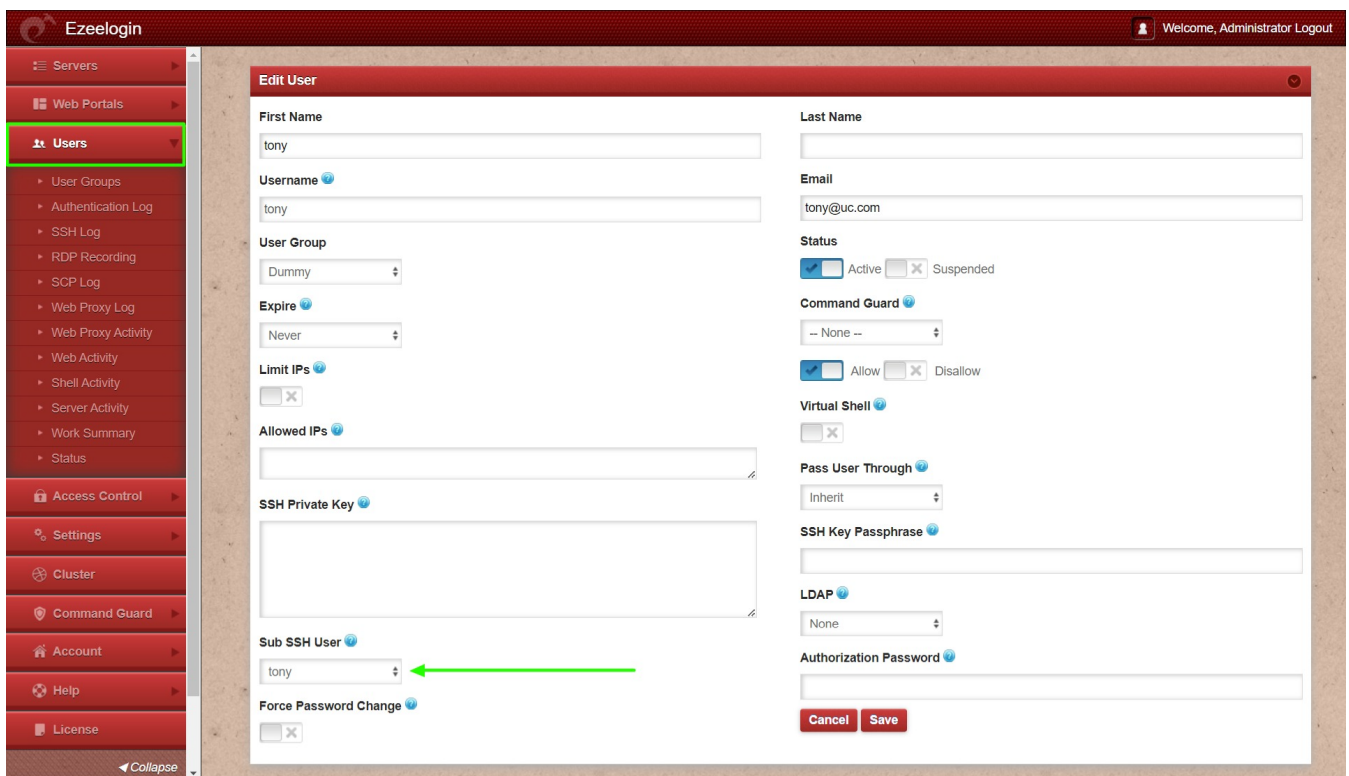 Ezeelogin
Welcome, Administrator Logout
Servers
Web Portals
Users
User Groups
Authentication Log
SSH Log
RDP Recording
SCP Log
Web Proxy Log
Web Proxy Activity
Web Activity
Shell Activity
Server Activity
Work Summary
Status
Access Control
Settings
Cluster
Command Guard
Account
Help
License
Collapse
Edit User
First Name
tony
Username
tony
User Group
Dummy
Expire
Never
Limit IPs
Allowed IPs
SSH Private Key
Sub SSH User
tony
Force Password Change
Last Name
Email
tony@uc.com
Status
Active Suspended
Command Guard
-- None --
Allow Disallow
Virtual Shell
Pass User Through
Inherit
SSH Key Passphrase
LDAP
None
Authorization Password
Cancel Save